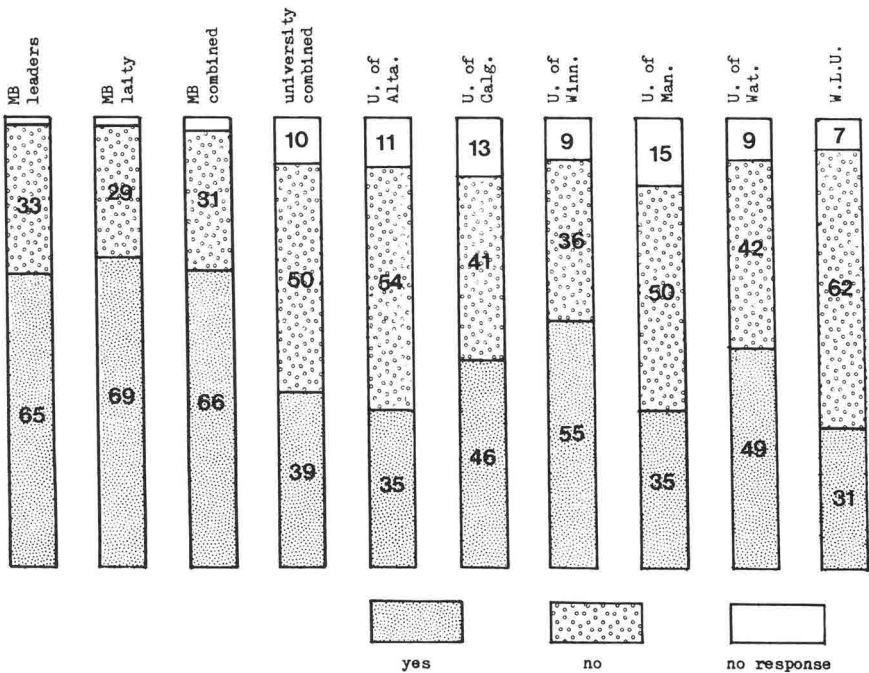 MB
leaders
MB
laity
MB
combined
university
combined
U. of
Alta.
U. of
Calg.
U. of
Winn.
U. of
Man.
U. of
Wat.
W.L.U.
10
11
13
9
15
9
7
33
29
31
50
54
41
36
50
42
62
65
69
66
39
35
46
55
35
49
31
yes
no
no response